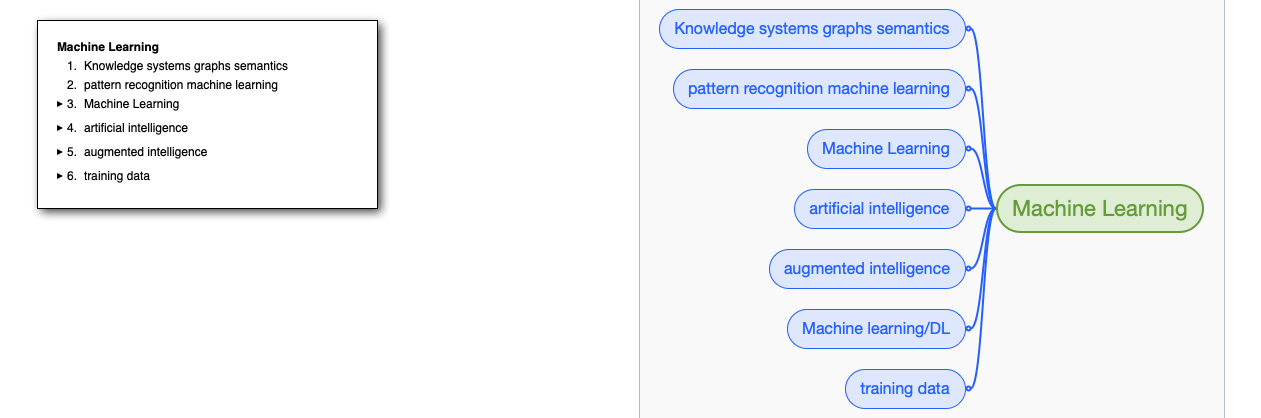 Machine Learning
1. Knowledge systems graphs semantics
2. pattern recognition machine learning
▸ 3. Machine Learning
▸ 4. artificial intelligence
▸ 5. augmented intelligence
▸ 6. training data
Knowledge systems graphs semantics
pattern recognition machine learning
Machine Learning
artificial intelligence
augmented intelligence
Machine learning/DL
training data
Machine Learning